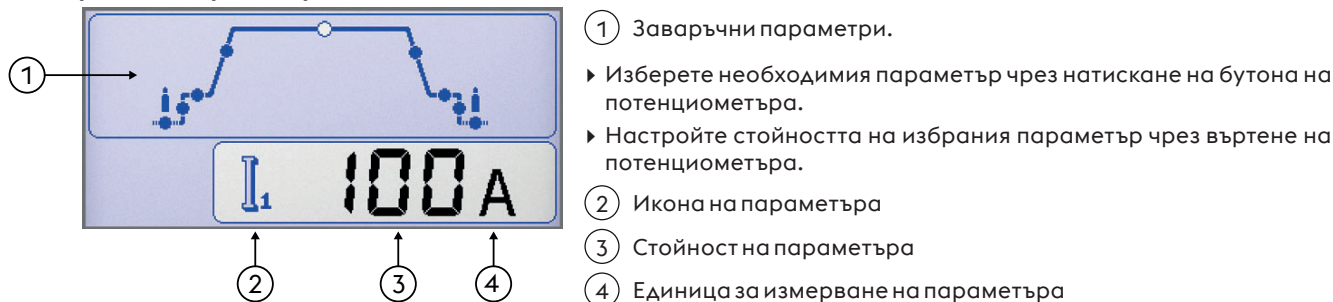 1
I1 100 A
2 3 4
1 Заваръчни параметри.
▸ Изберете необходимия параметър чрез натискане на бутона на
потенциометъра.
▸ Настройте стойността на избрания параметър чрез въртене на
потенциометъра.
2 Икона на параметъра
3 Стойност на параметъра
4 Единица за измерване на параметъра